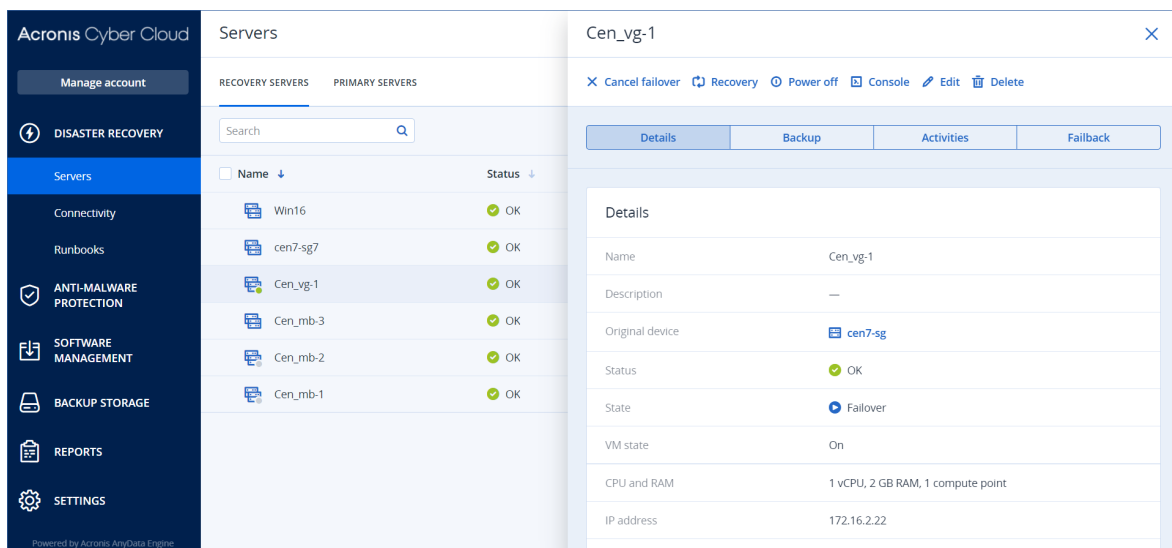 Acronis Cyber Cloud
Manage account
DISASTER RECOVERY
Servers
Connectivity
Runbooks
ANTI-MALWARE
PROTECTION
SOFTWARE
MANAGEMENT
BACKUP STORAGE
REPORTS
SETTINGS
Powered by Acronis AnyData Engine
Servers
RECOVERY SERVERS PRIMARY SERVERS
Search
Name Status
Win16 OK
cen7-sg7 OK
Cen_vg-1 OK
Cen_mb-3 OK
Cen_mb-2 OK
Cen_mb-1 OK
Cen_vg-1
Cancel failover Recovery Power off Console Edit Delete
Details Backup Activities Failback
Details
Name Cen_vg-1
Description —
Original device cen7-sg
Status OK
State Failover
VM state On
CPU and RAM 1 vCPU, 2 GB RAM, 1 compute point
IP address 172.16.2.22